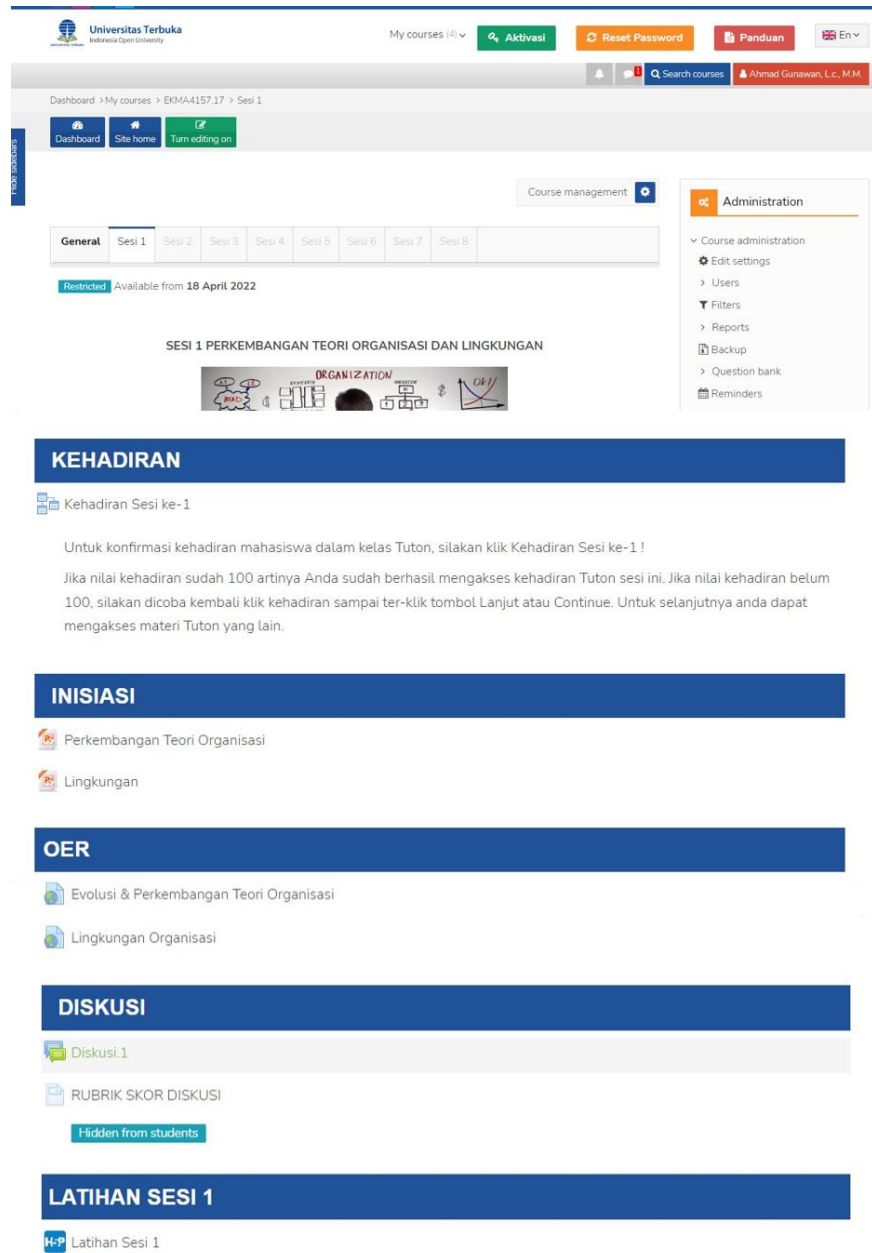 Universitas Terbuka
Indonesia Open University
My courses (4)
Aktivasi
Reset Password
Panduan
En
1
Search courses
Ahmad Gunawan, L.c., M.M.
Dashboard > My courses > EKMA4157.17 > Sesi 1
Dashboard
Site home
Turn editing on
Hide sidebars
Course management
Administration
General Sesi 1 Sesi 2 Sesi 3 Sesi 4 Sesi 5 Sesi 6 Sesi 7 Sesi 8
Course administration
Edit settings
Restricted Available from 18 April 2022
Users
Filters
Reports
SESI 1 PERKEMBANGAN TEORI ORGANISASI DAN LINGKUNGAN
Backup
Question bank
Reminders
ORGANIZATION
Ok!!
KEHADIRAN
Kehadiran Sesi ke-1
Untuk konfirmasi kehadiran mahasiswa dalam kelas Tuton, silakan klik Kehadiran Sesi ke-1 !
Jika nilai kehadiran sudah 100 artinya Anda sudah berhasil mengakses kehadiran Tuton sesi ini. Jika nilai kehadiran belum
100, silakan dicoba kembali klik kehadiran sampai ter-klik tombol Lanjut atau Continue. Untuk selanjutnya anda dapat
mengakses materi Tuton yang lain.
INISIASI
Perkembangan Teori Organisasi
Lingkungan
OER
Evolusi & Perkembangan Teori Organisasi
Lingkungan Organisasi
DISKUSI
Diskusi.1
RUBRIK SKOR DISKUSI
Hidden from students
LATIHAN SESI 1
H5P Latihan Sesi 1